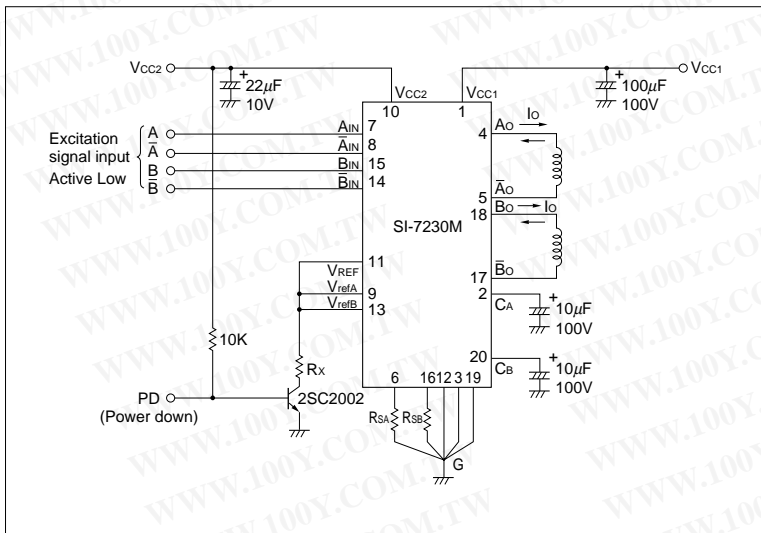 VCC2
+
22μF
10V
VCC2
10
VCC1
1
+
100μF
100V
VCC1
Excitation
signal input
Active Low
A
A̅
B
B̅
AIN
7
A̅IN
8
BIN
15
B̅IN
14
SI-7230M
4
AO
IO
5
A̅O
18
BO
IO
17
B̅O
2
CA
+
10μF
100V
20
CB
+
10μF
100V
11
VREF
VrefA
9
VrefB
13
10K
RX
PD
(Power down)
2SC2002
6
16
12
3
19
RSA
RSB
G
WWW.100Y.COM.TW